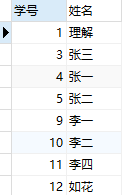 学号 姓名
1 理解
3 张三
4 张一
5 张二
9 李一
10 李二
11 李四
12 如花